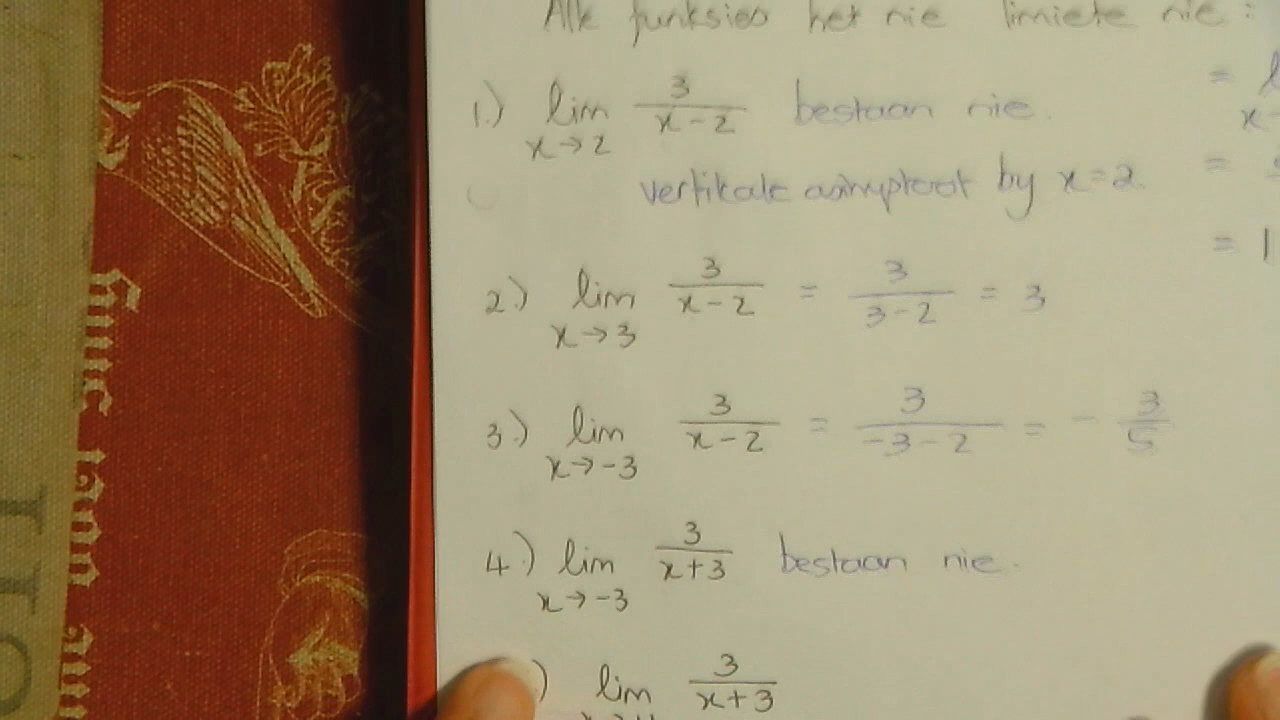 Alle funksies het nie limiete nie :
1.) lim x→2 3/(x-2) bestaan nie.
vertikale asimptoot by x=2
2.) lim x→3 3/(x-2) = 3/(3-2) = 3
3.) lim x→-3 3/(x-2) = 3/(-3-2) = -3/5
4.) lim x→-3 3/(x+3) bestaan nie.
) lim 3/(x+3)
=
x-
=
= 1